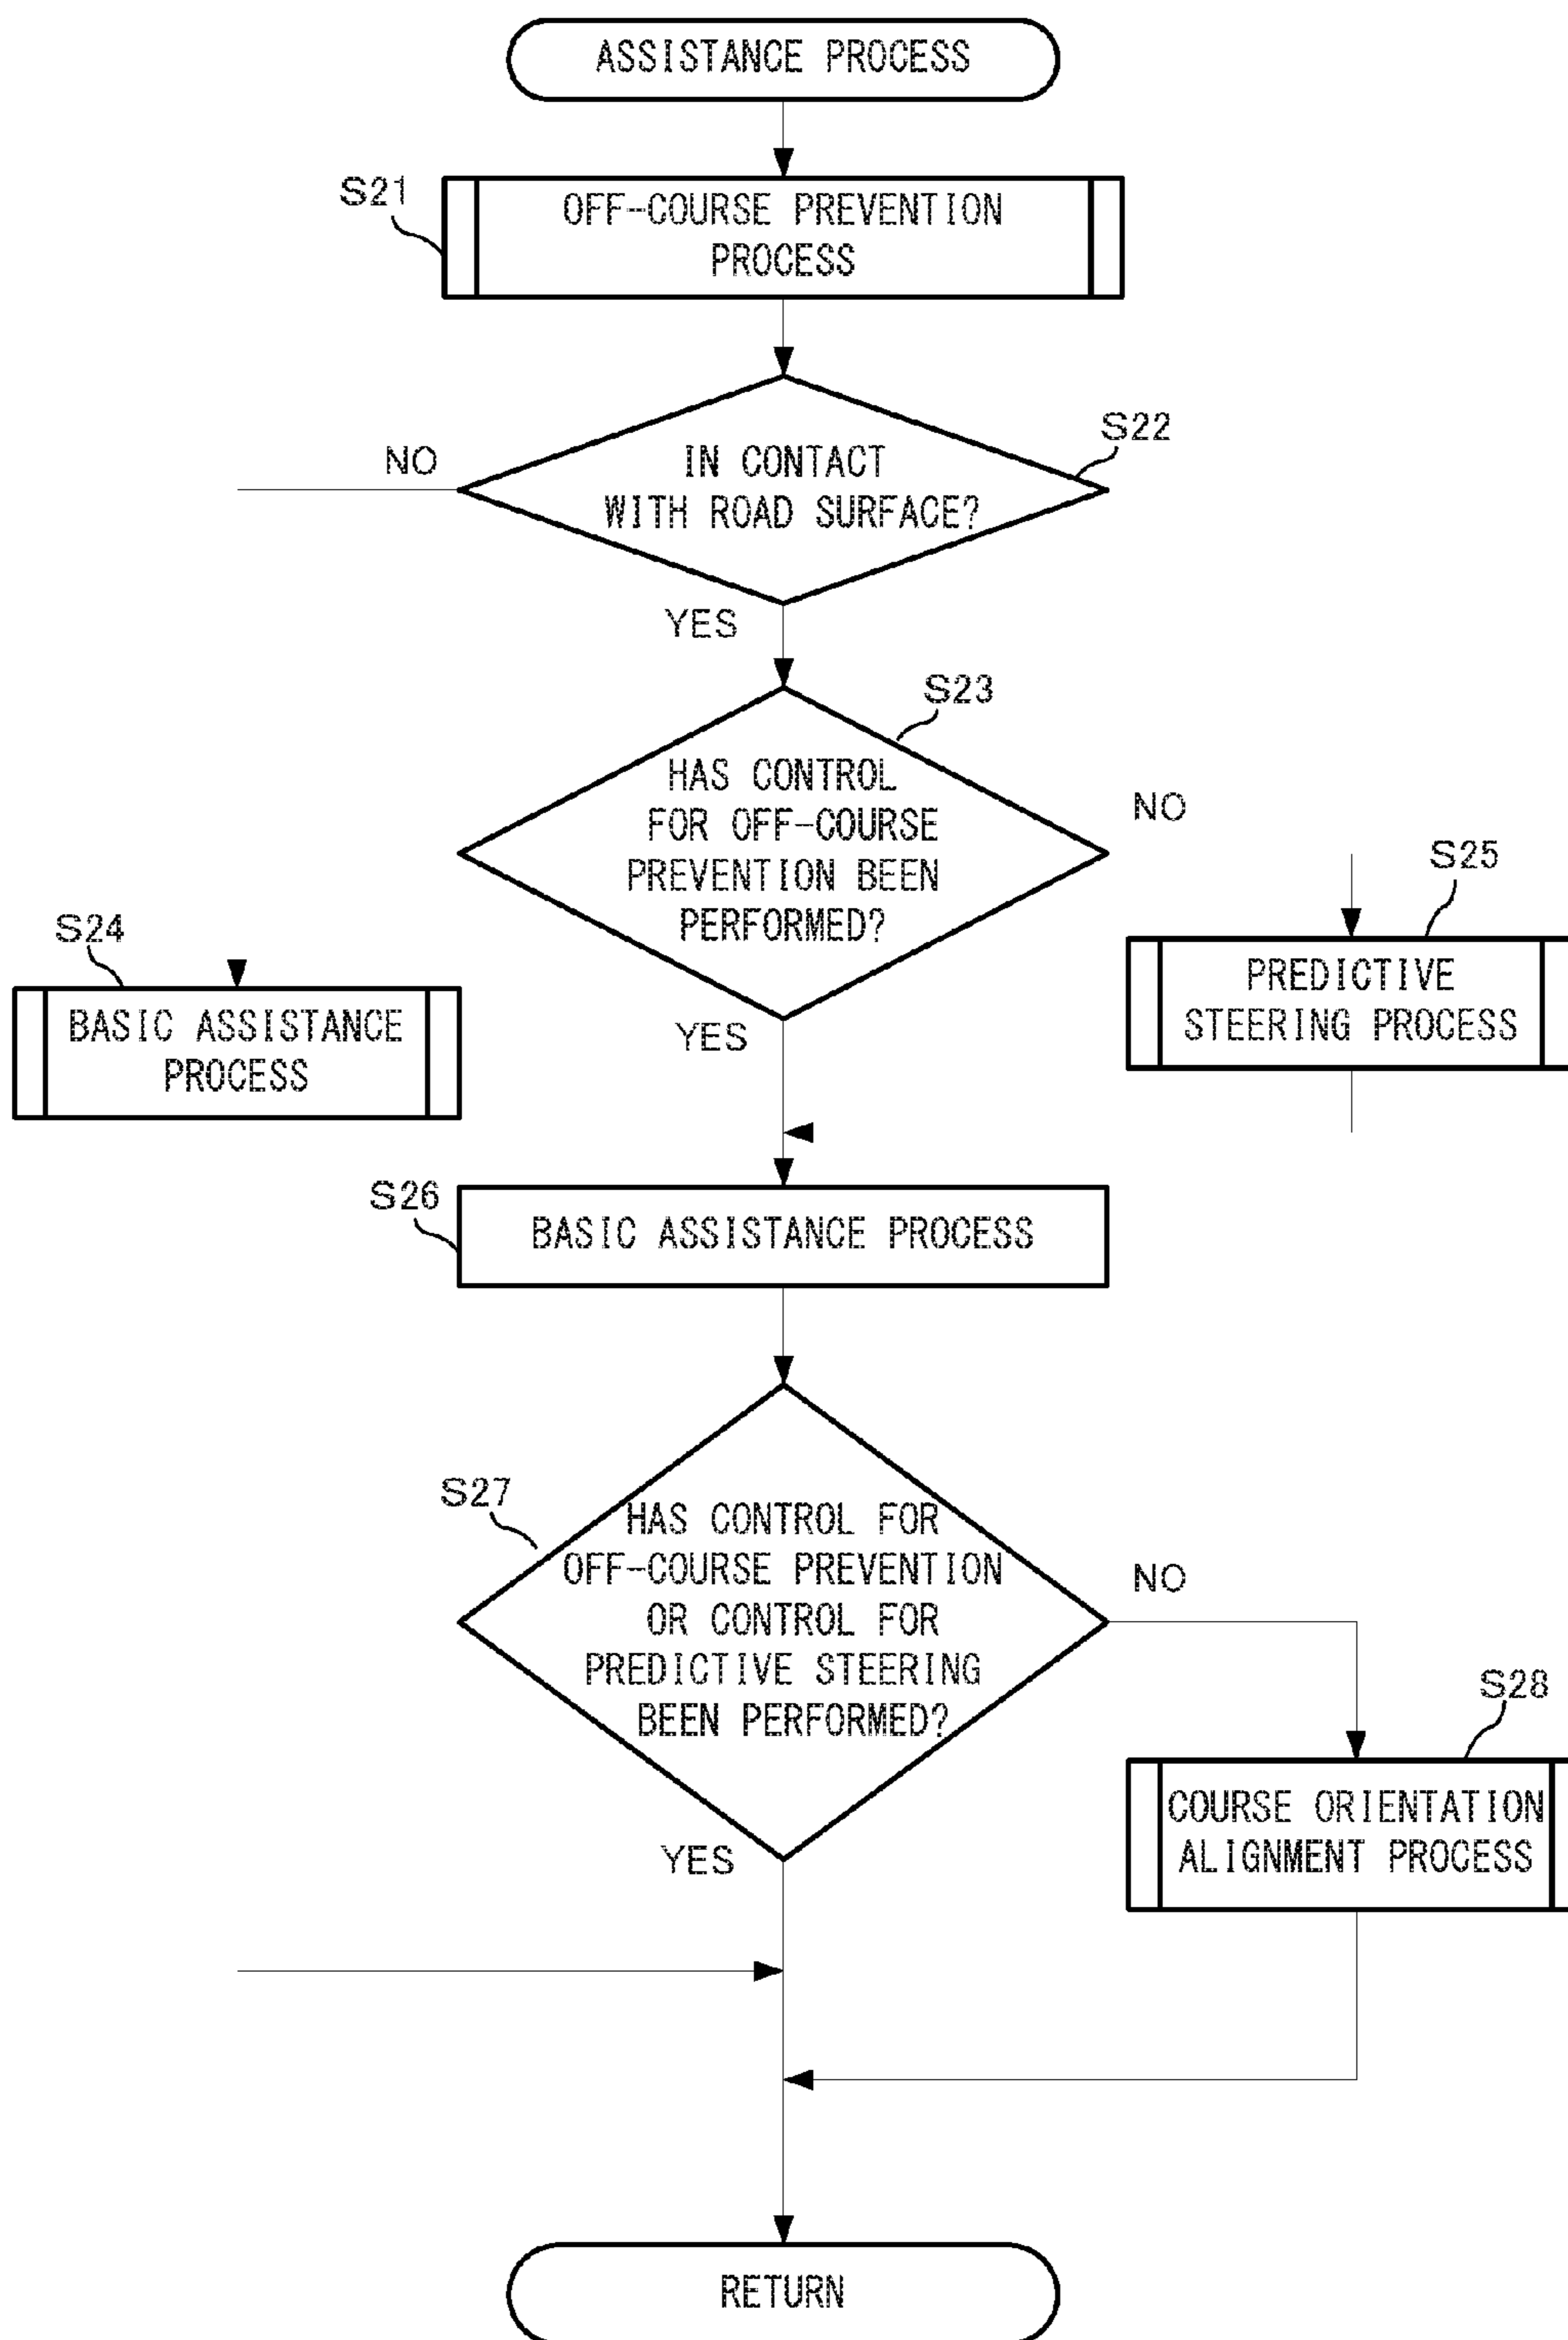 ASSISTANCE PROCESS
S21
OFF-COURSE PREVENTION
PROCESS
S22
NO
IN CONTACT
WITH ROAD SURFACE?
YES
S23
HAS CONTROL
FOR OFF-COURSE
PREVENTION BEEN
PERFORMED?
NO
YES
S24
BASIC ASSISTANCE
PROCESS
S25
PREDICTIVE
STEERING PROCESS
S26
BASIC ASSISTANCE PROCESS
S27
HAS CONTROL FOR
OFF-COURSE PREVENTION
OR CONTROL FOR
PREDICTIVE STEERING
BEEN PERFORMED?
NO
YES
S28
COURSE ORIENTATION
ALIGNMENT PROCESS
RETURN